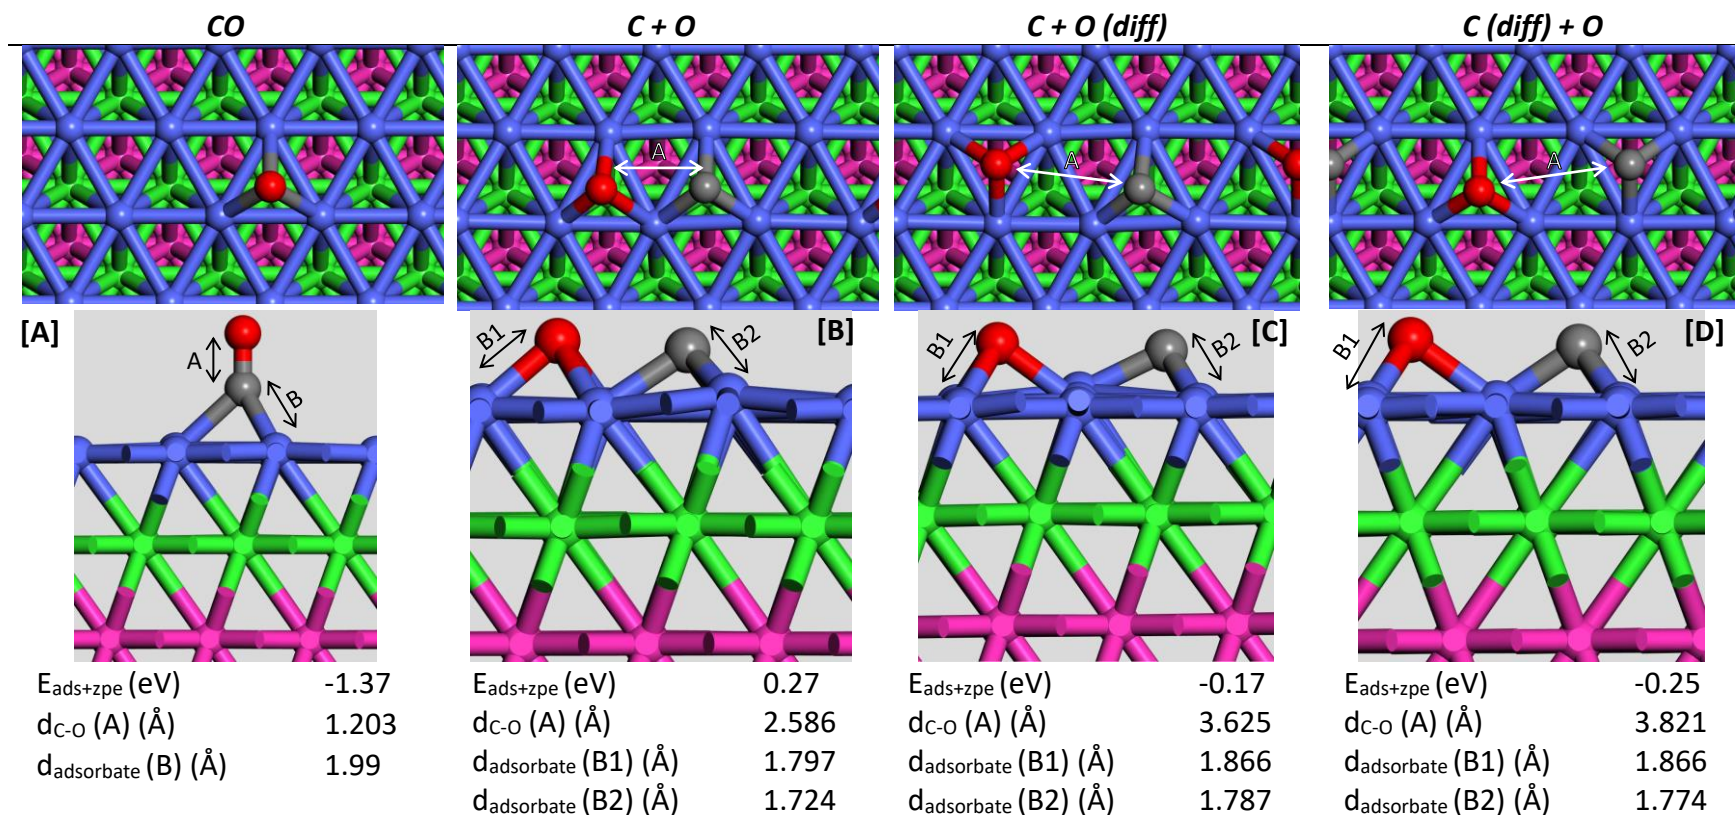 CO C + O C + O (diff) C (diff) + O
A A A
[A] [B] [C] [D]
A B B1 B2 B1 B2 B1 B2
Eads+zpe (eV) -1.37 Eads+zpe (eV) 0.27 Eads+zpe (eV) -0.17 Eads+zpe (eV) -0.25
dC-O (A) (Å) 1.203 dC-O (A) (Å) 2.586 dC-O (A) (Å) 3.625 dC-O (A) (Å) 3.821
dadsorbate (B) (Å) 1.99 dadsorbate (B1) (Å) 1.797 dadsorbate (B1) (Å) 1.866 dadsorbate (B1) (Å) 1.866
dadsorbate (B2) (Å) 1.724 dadsorbate (B2) (Å) 1.787 dadsorbate (B2) (Å) 1.774